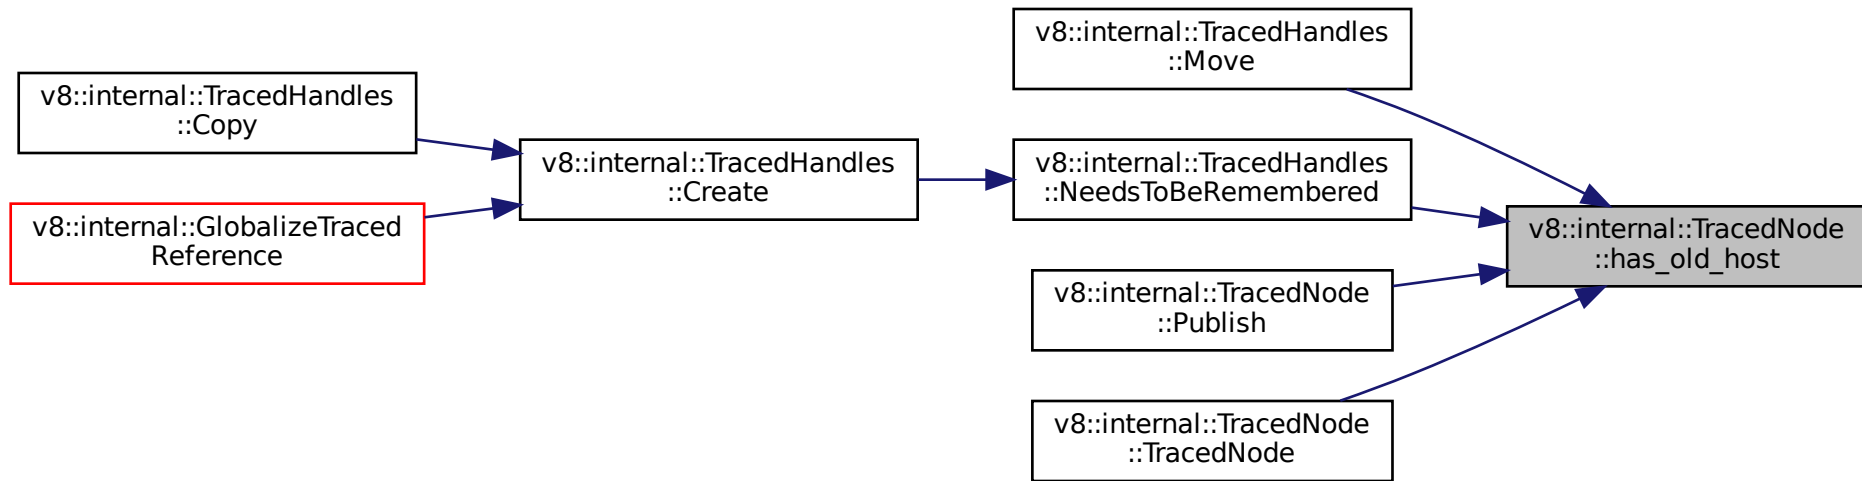 v8::internal::TracedHandles
::Copy
v8::internal::GlobalizeTraced
Reference
v8::internal::TracedHandles
::Create
v8::internal::TracedHandles
::Move
v8::internal::TracedHandles
::NeedsToBeRemembered
v8::internal::TracedNode
::Publish
v8::internal::TracedNode
::TracedNode
v8::internal::TracedNode
::has_old_host